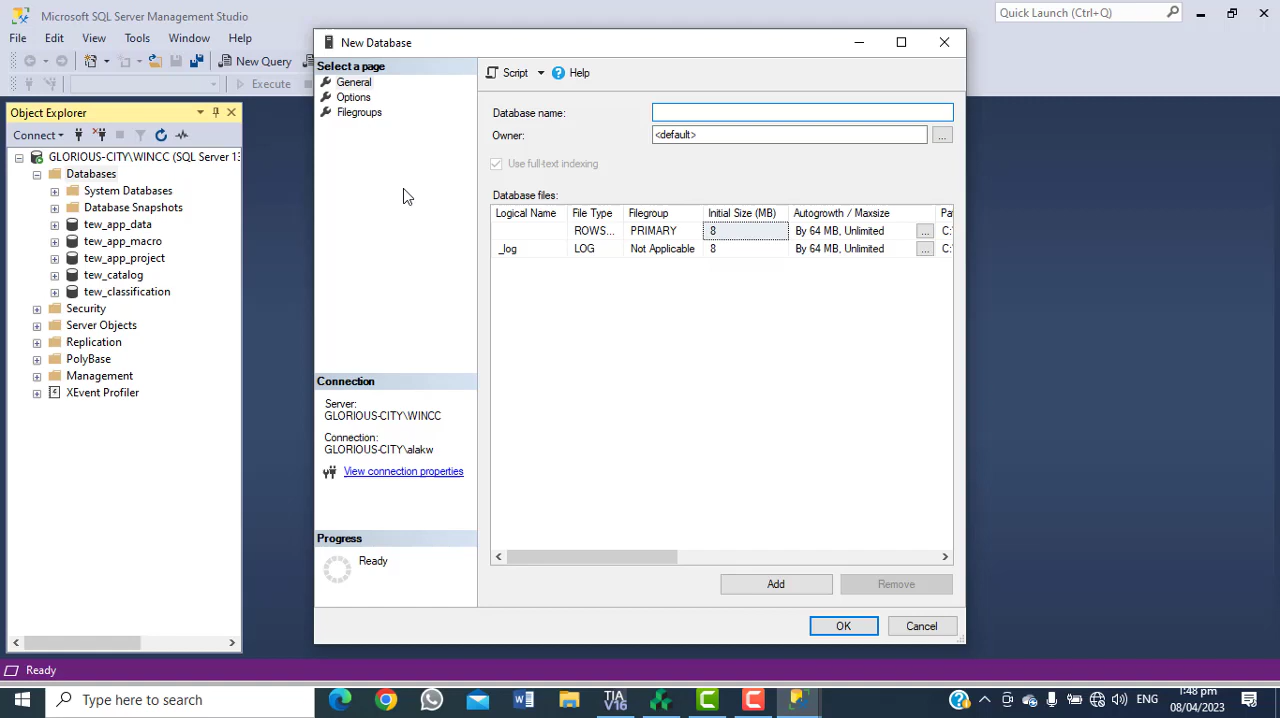 Microsoft SQL Server Management Studio
Quick Launch (Ctrl+Q)
File Edit View Tools Window Help
New Query
Execute
Object Explorer
Connect
GLORIOUS-CITY\WINCC (SQL Server 13
Databases
System Databases
Database Snapshots
tew_app_data
tew_app_macro
tew_app_project
tew_catalog
tew_classification
Security
Server Objects
Replication
PolyBase
Management
XEvent Profiler
New Database
Select a page
General
Options
Filegroups
Script Help
Database name:
Owner: <default> ...
Use full-text indexing
Database files:
Logical Name File Type Filegroup Initial Size (MB) Autogrowth / Maxsize
ROWS... PRIMARY 8 By 64 MB, Unlimited ... C:\
_log LOG Not Applicable 8 By 64 MB, Unlimited ... C:\
Connection
Server:
GLORIOUS-CITY\WINCC
Connection:
GLORIOUS-CITY\alakw
View connection properties
Progress
Ready
Add Remove
OK Cancel
Ready
Type here to search
TIA V16
ENG
1:48 pm
08/04/2023